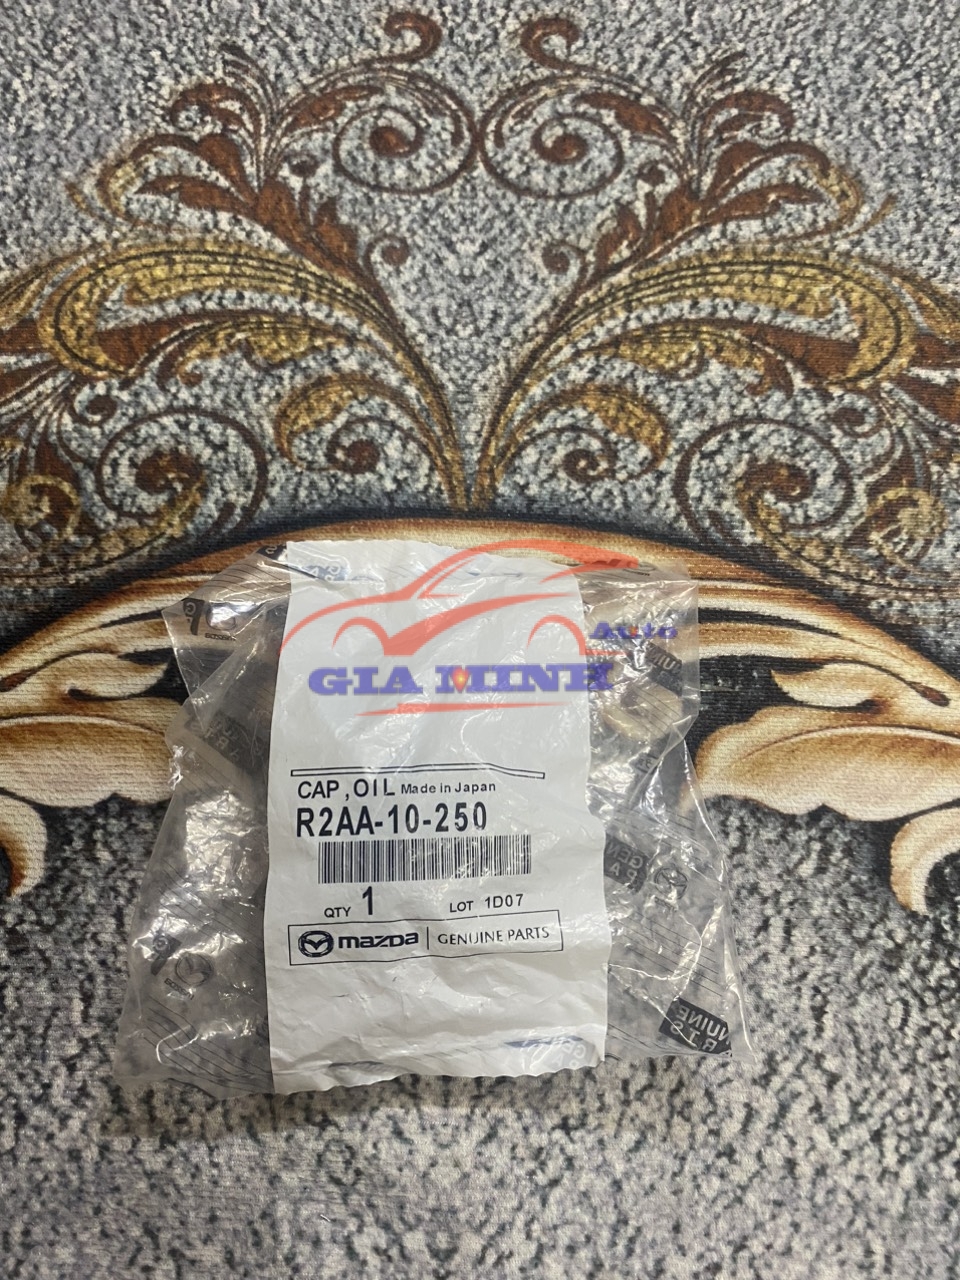 Auto
GIA MINH
CAP, OIL Made in Japan
R2AA-10-250
QTY 1 LOT 1D07
mazda GENUINE PARTS